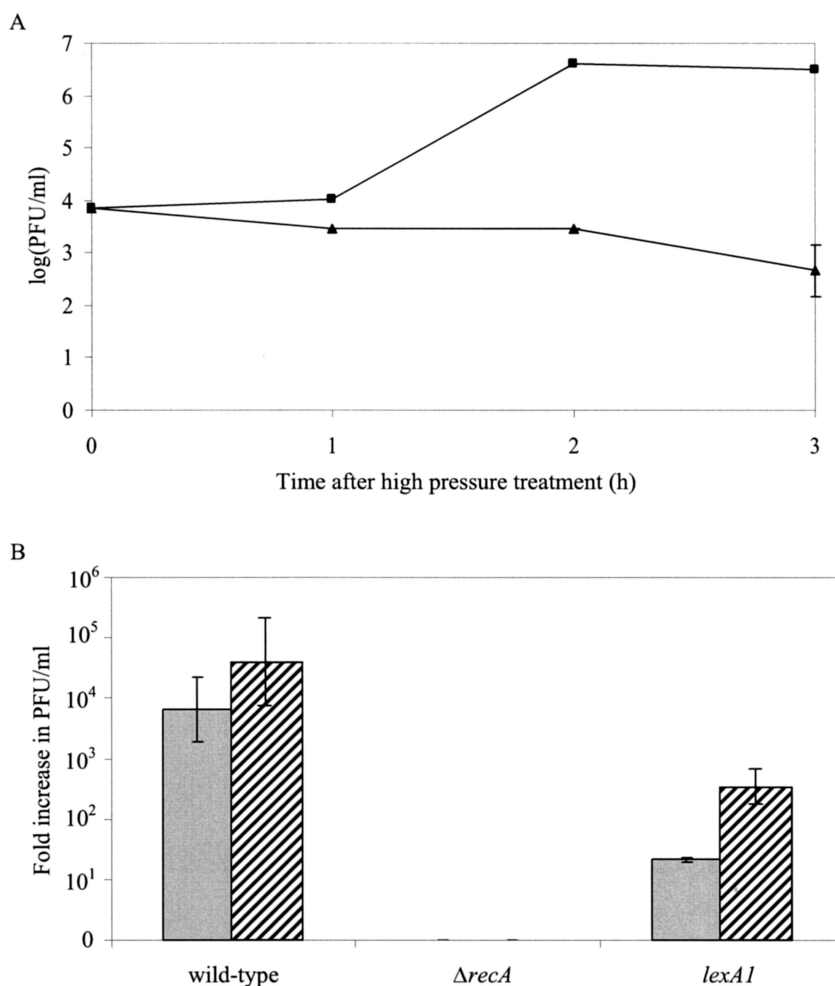 A
log(PFU/ml)
7
6
5
4
3
2
1
0
0 1 2 3
Time after high pressure treatment (h)
B
Fold increase in PFU/ml
10^6
10^5
10^4
10^3
10^2
10^1
0
wild-type ΔrecA lexA1